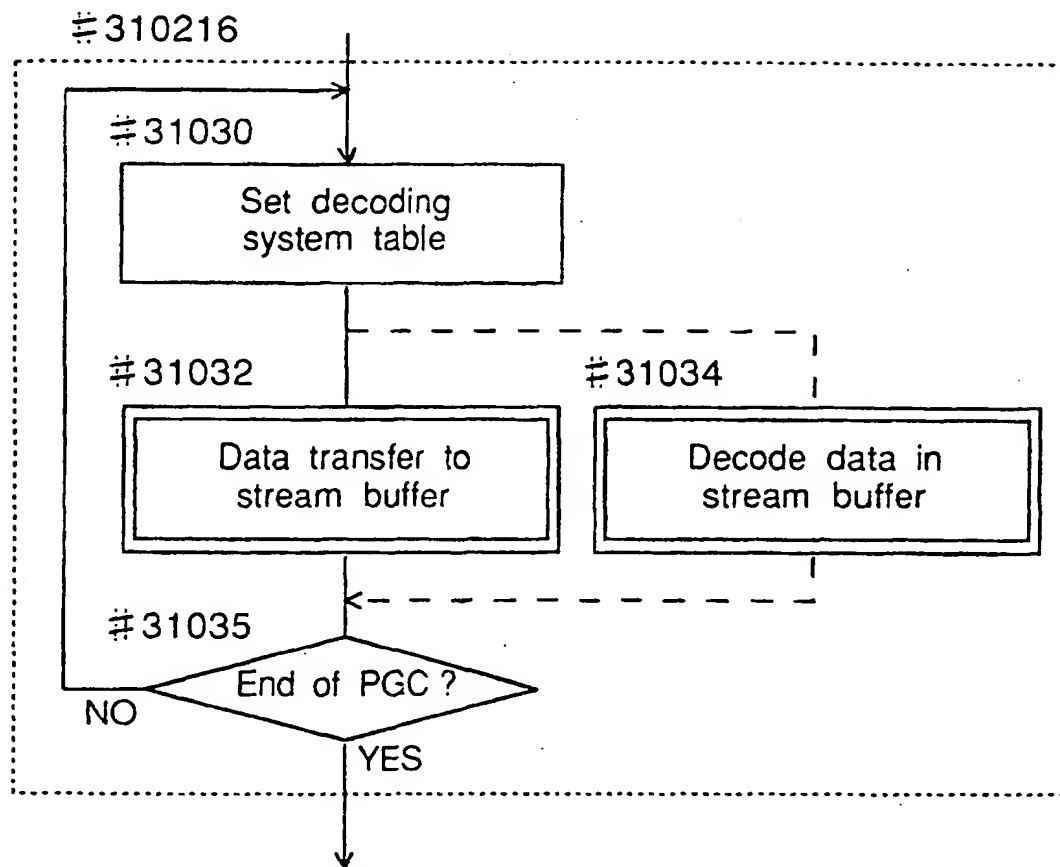 #310216
#31030
Set decoding
system table
#31032
#31034
Data transfer to
stream buffer
Decode data in
stream buffer
#31035
End of PGC?
NO
YES